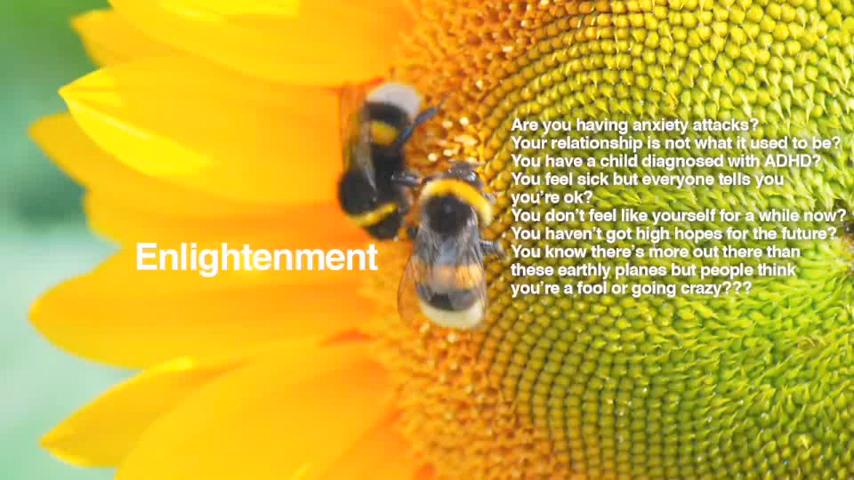 Enlightenment
Are you having anxiety attacks?
Your relationship is not what it used to be?
You have a child diagnosed with ADHD?
You feel sick but everyone tells you
you're ok?
You don't feel like yourself for a while now?
You haven't got high hopes for the future?
You know there's more out there than
these earthly planes but people think
you're a fool or going crazy???